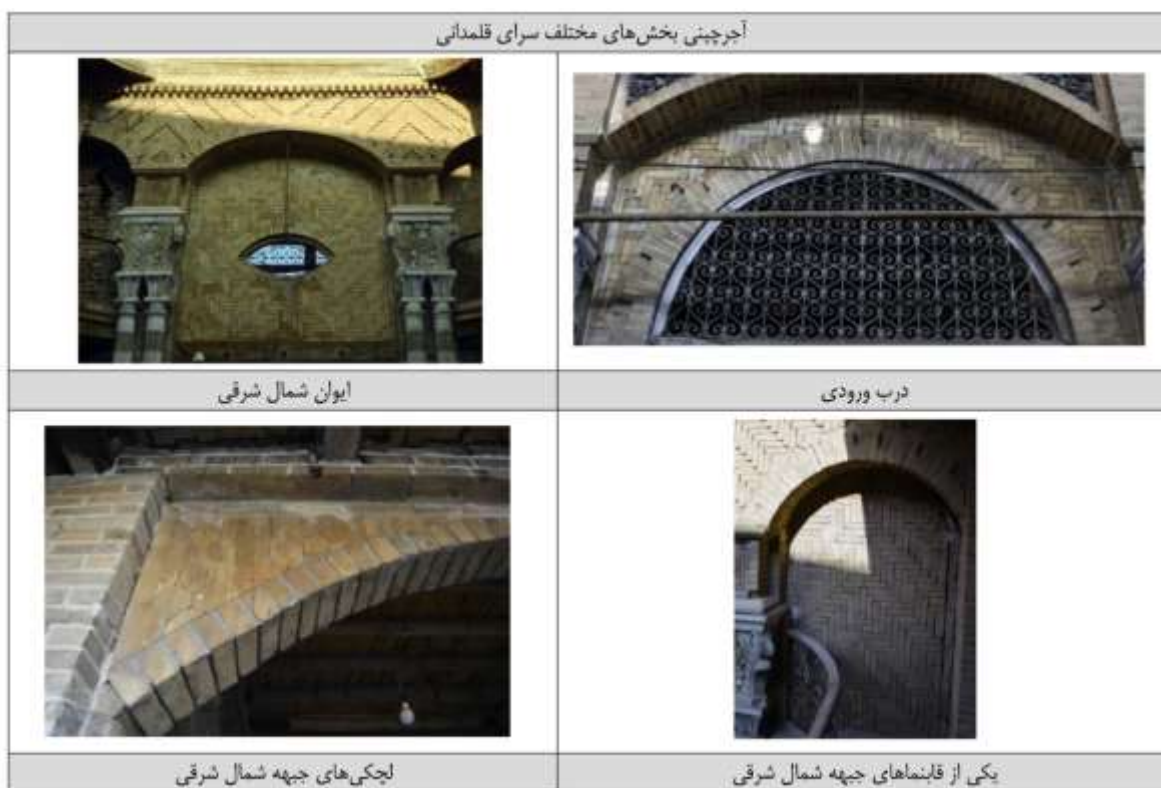 آجرچینی بخش‌های مختلف سرای قلمدانی
درب ورودی
ایوان شمال شرقی
یکی از قابنماهای جبهه شمال شرقی
لچکی‌های جبهه شمال شرقی